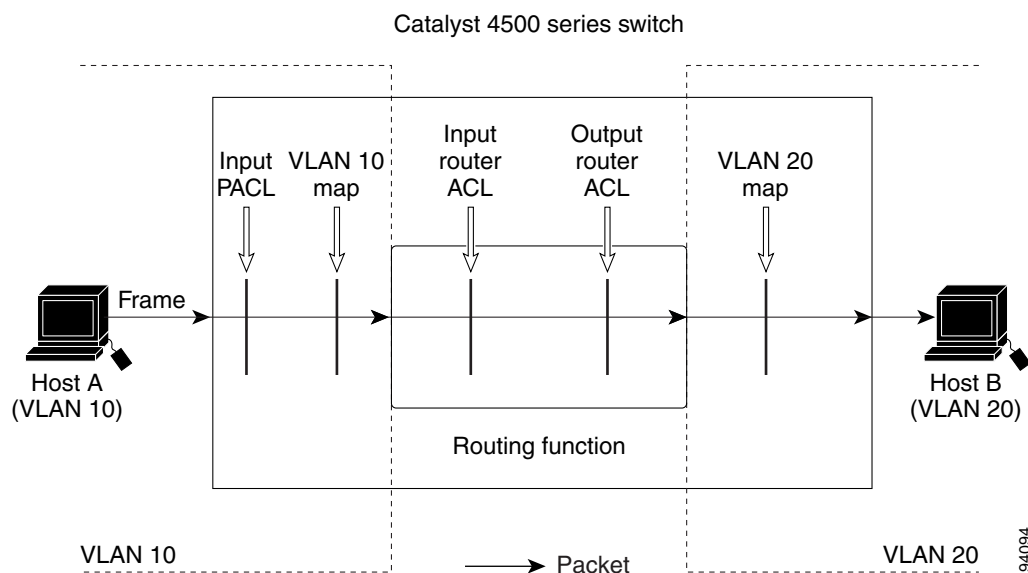 Catalyst 4500 series switch
Input
PACL
VLAN 10
map
Input
router
ACL
Output
router
ACL
VLAN 20
map
Frame
Host A
(VLAN 10)
Host B
(VLAN 20)
Routing function
VLAN 10
Packet
VLAN 20
94094